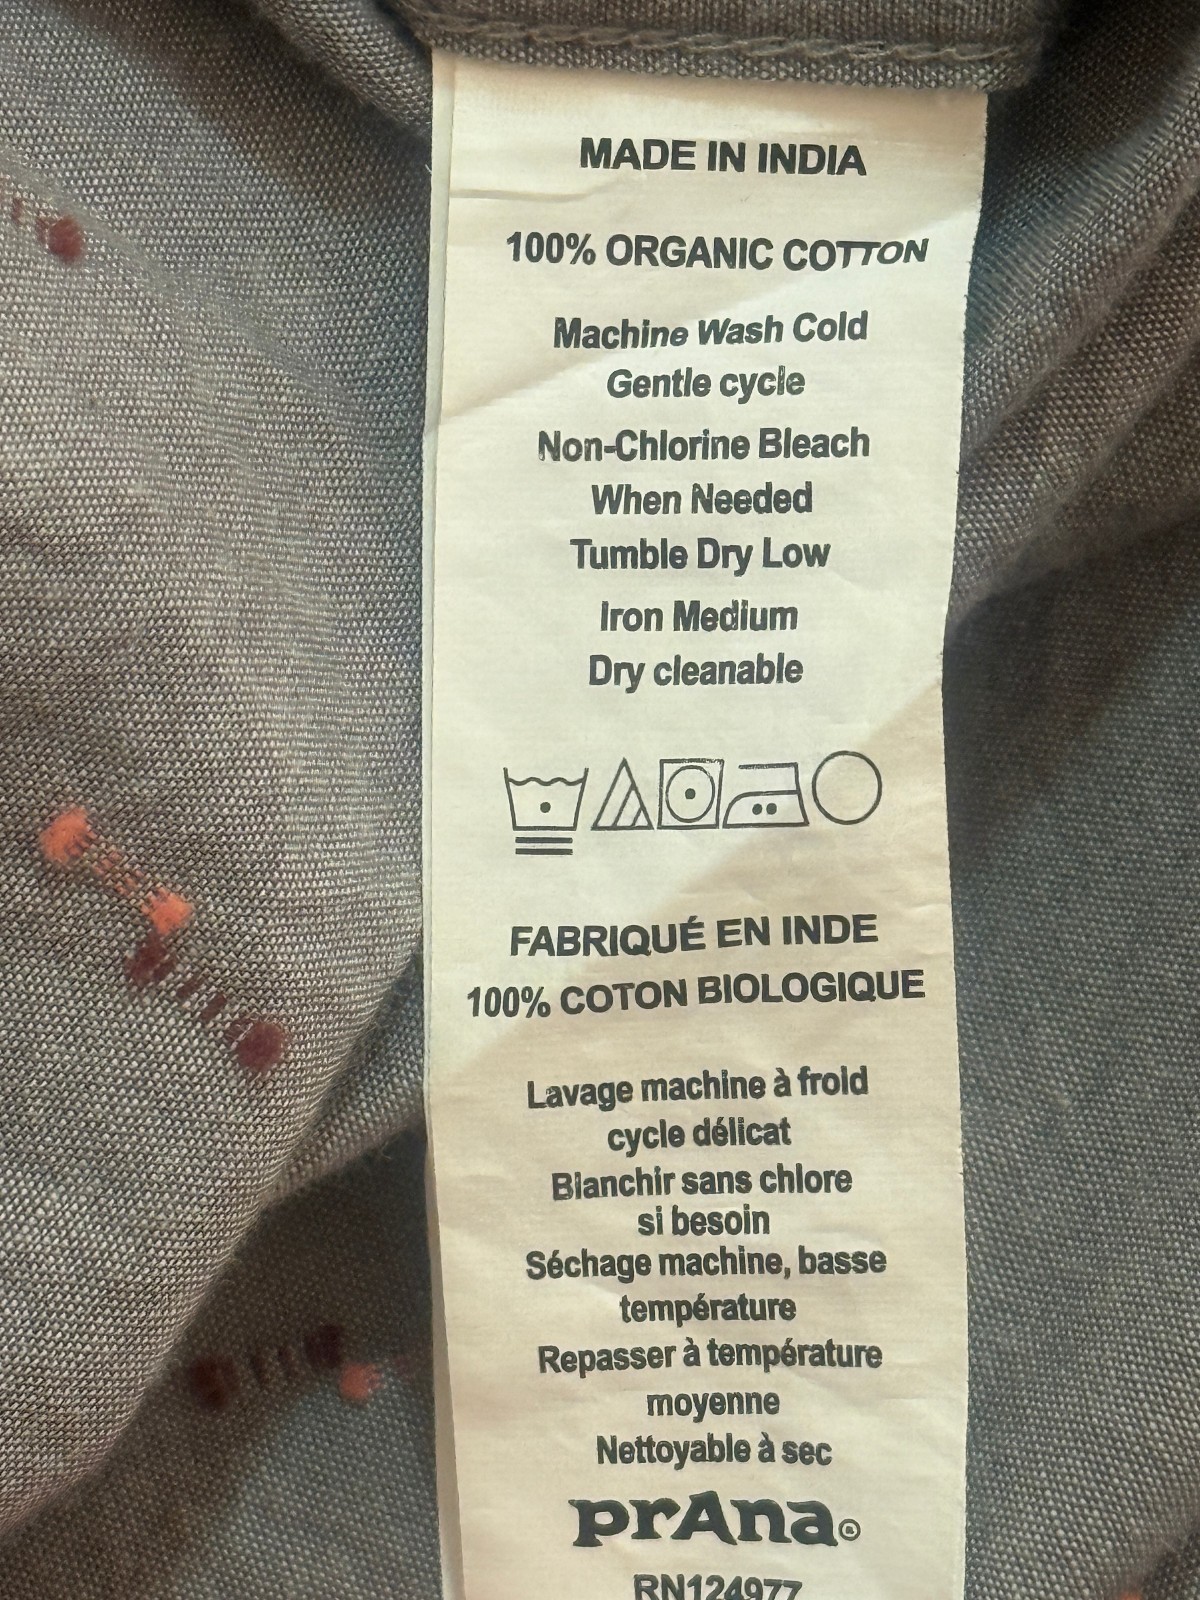 MADE IN INDIA
100% ORGANIC COTTON
Machine Wash Cold
Gentle cycle
Non-Chlorine Bleach
When Needed
Tumble Dry Low
Iron Medium
Dry cleanable
FABRIQUÉ EN INDE
100% COTON BIOLOGIQUE
Lavage machine à froid
cycle délicat
Blanchir sans chlore
si besoin
Séchage machine, basse
température
Repasser à température
moyenne
Nettoyable à sec
prAna®
RN124977